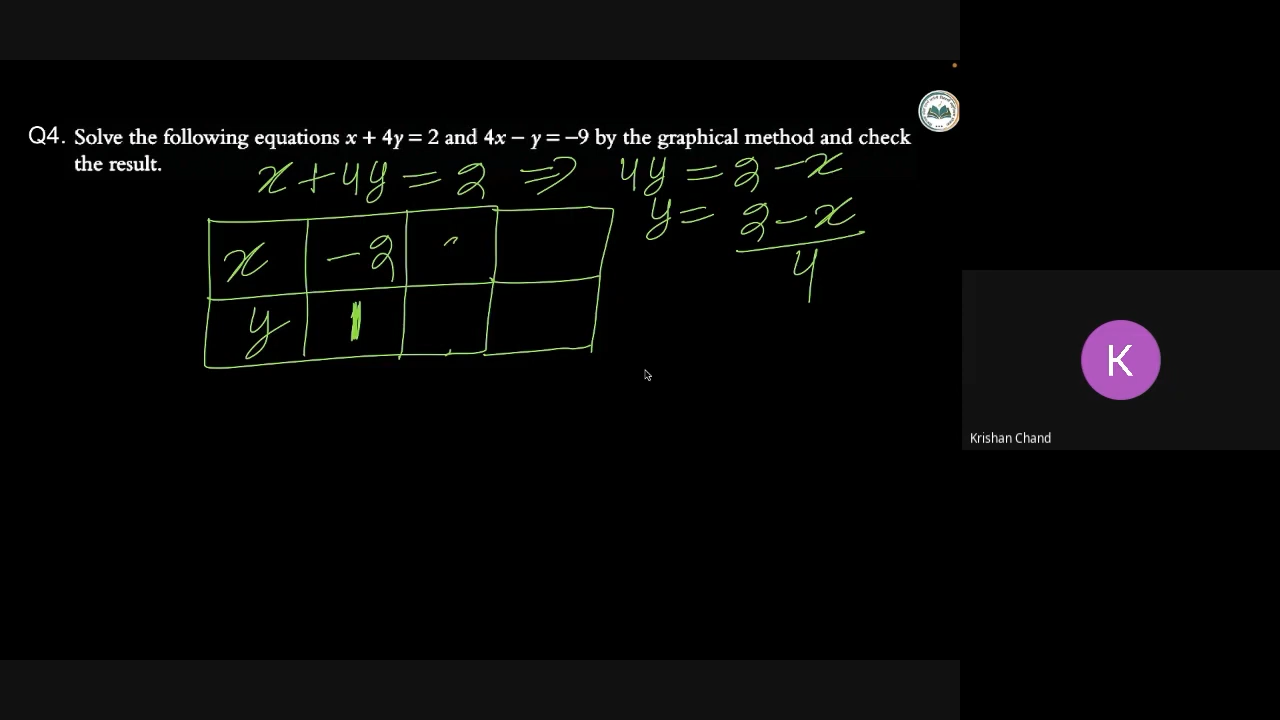 Q4. Solve the following equations x + 4y = 2 and 4x − y = −9 by the graphical method and check
the result.
x + 4y = 2 ⇒ 4y = 2 − x
y = 2 − x
4
x −2
y 1
K
Krishan Chand